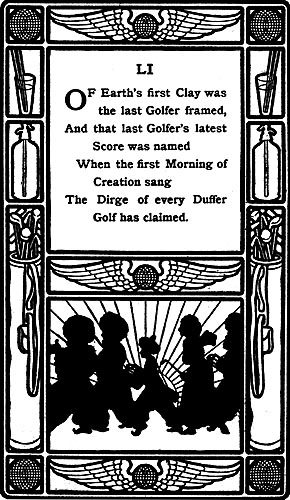 LI
OF Earth's first Clay was
the last Golfer framed,
And that last Golfer's latest
Score was named
When the first Morning of
Creation sang
The Dirge of every Duffer
Golf has claimed.